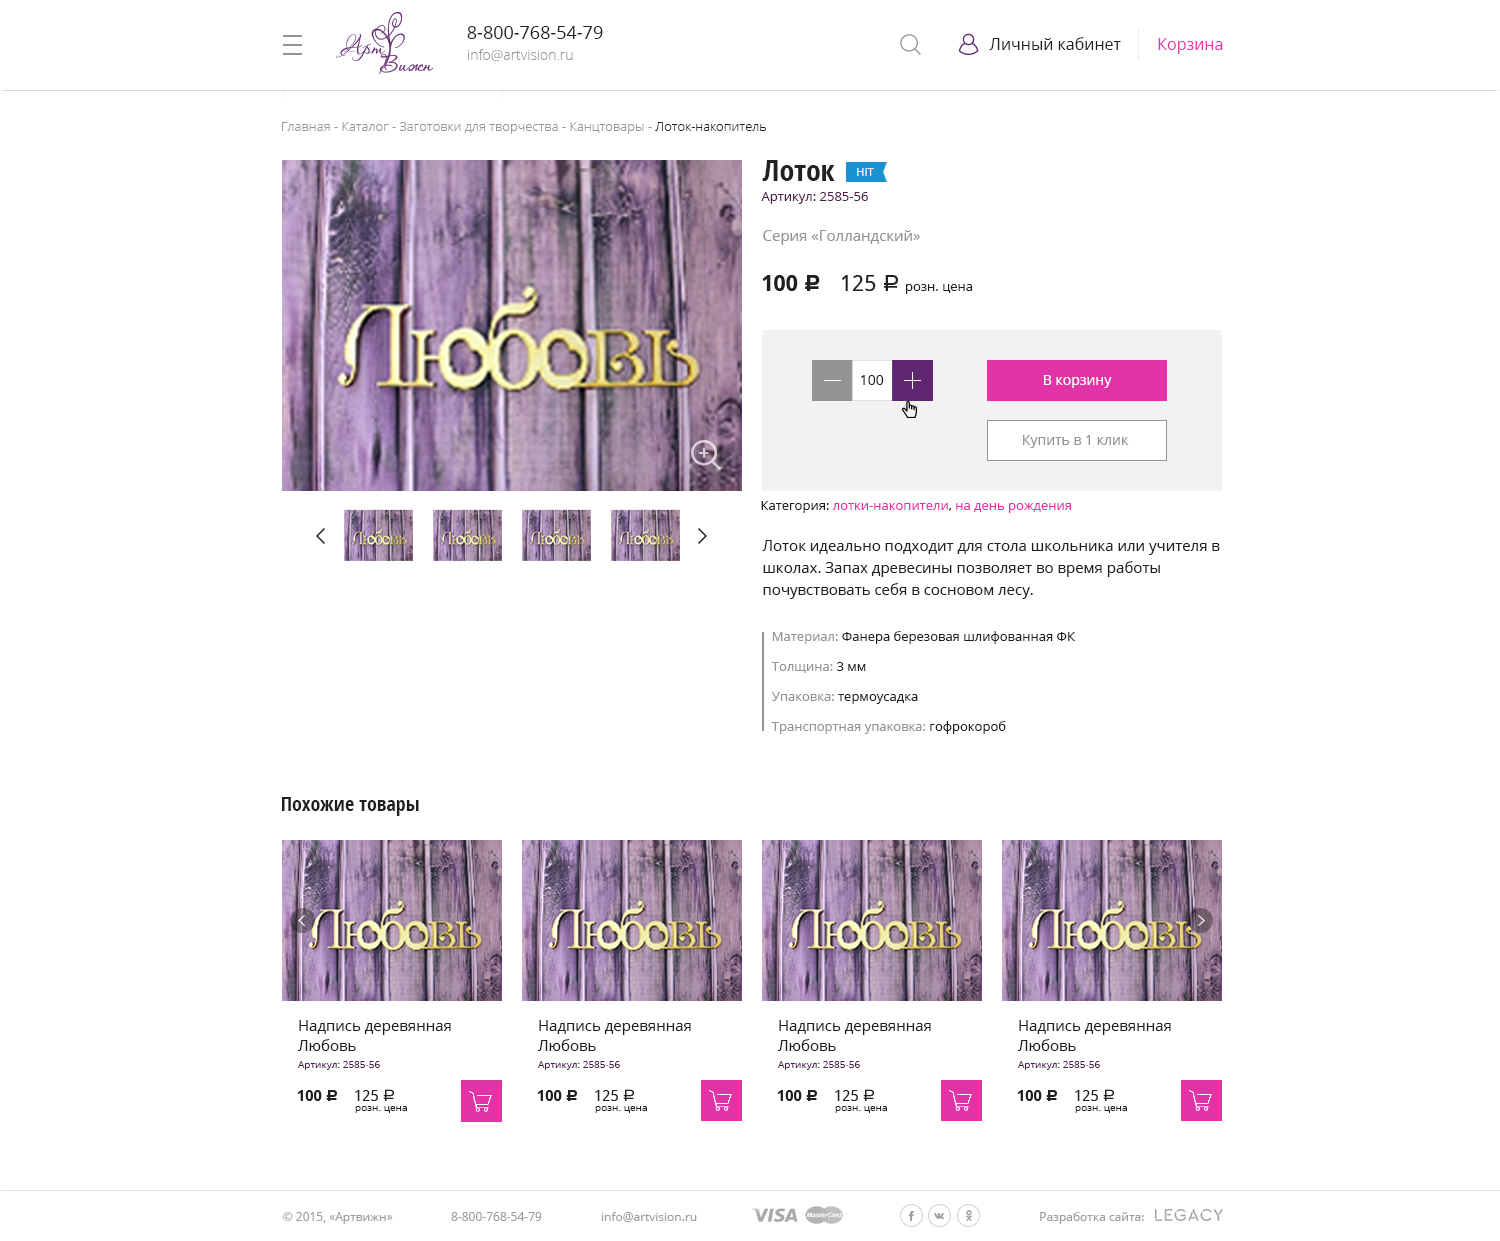 Арт Вижн
8-800-768-54-79
info@artvision.ru
Личный кабинет
Корзина
Главная - Каталог - Заготовки для творчества - Канцтовары - Лоток-накопитель
Любовь
Лоток
HIT
Артикул: 2585-56
Серия «Голландский»
100 ₽ 125 ₽ розн. цена
100
В корзину
Купить в 1 клик
Категория: лотки-накопители, на день рождения
Любовь Любовь Любовь Любовь
Лоток идеально подходит для стола школьника или учителя в
школах. Запах древесины позволяет во время работы
почувствовать себя в сосновом лесу.
Материал: Фанера березовая шлифованная ФК
Толщина: 3 мм
Упаковка: термоусадка
Транспортная упаковка: гофрокороб
Похожие товары
Любовь
Надпись деревянная
Любовь
Артикул: 2585-56
100 ₽ 125 ₽
розн. цена
Любовь
Надпись деревянная
Любовь
Артикул: 2585-56
100 ₽ 125 ₽
розн. цена
Любовь
Надпись деревянная
Любовь
Артикул: 2585-56
100 ₽ 125 ₽
розн. цена
Любовь
Надпись деревянная
Любовь
Артикул: 2585-56
100 ₽ 125 ₽
розн. цена
© 2015, «Артвижн»
8-800-768-54-79
info@artvision.ru
VISA MasterCard
Разработка сайта: LEGACY